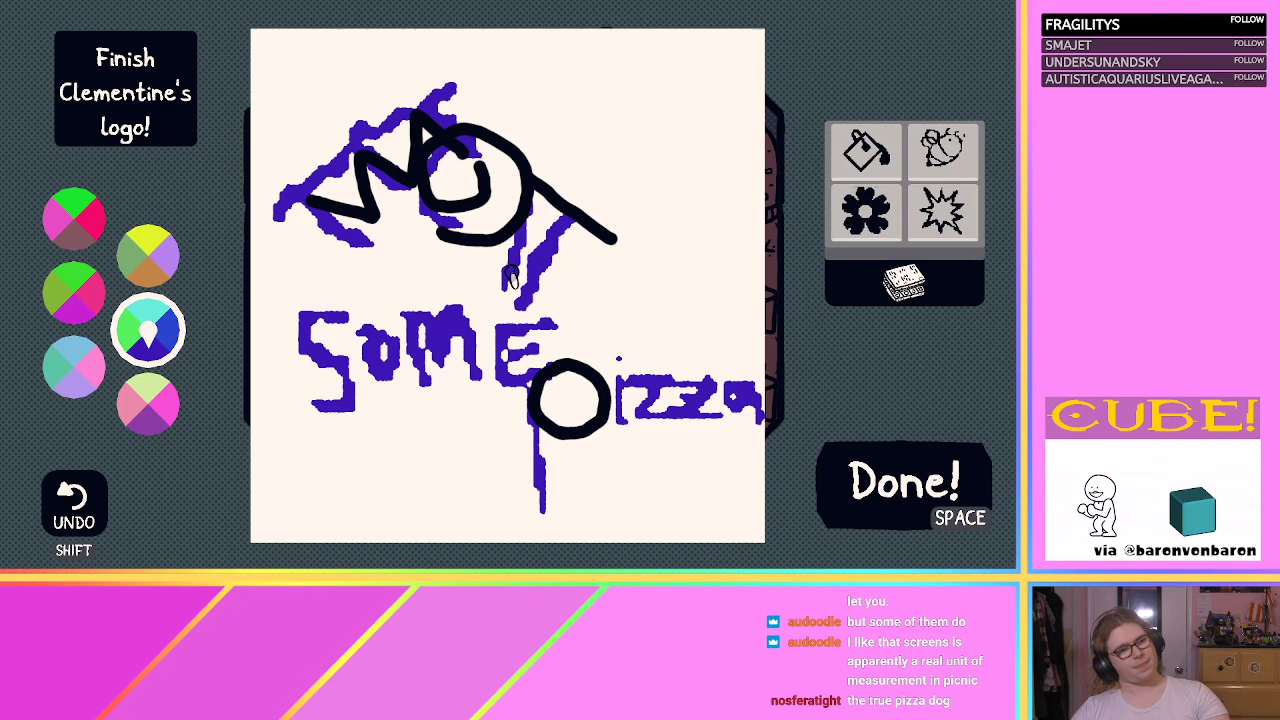 Finish
Clementine's
logo!
SOME
pizza
UNDO
SHIFT
Done!
SPACE
FRAGILITYS FOLLOW
SMAJET FOLLOW
UNDERSUNANDSKY FOLLOW
AUTISTICAQUARIUSLIVEAGA... FOLLOW
CUBE!
via @baronvonbaron
let you.
audoodle but some of them do
audoodle I like that screens is
apparently a real unit of
measurement in picnic
nosferatight the true pizza dog